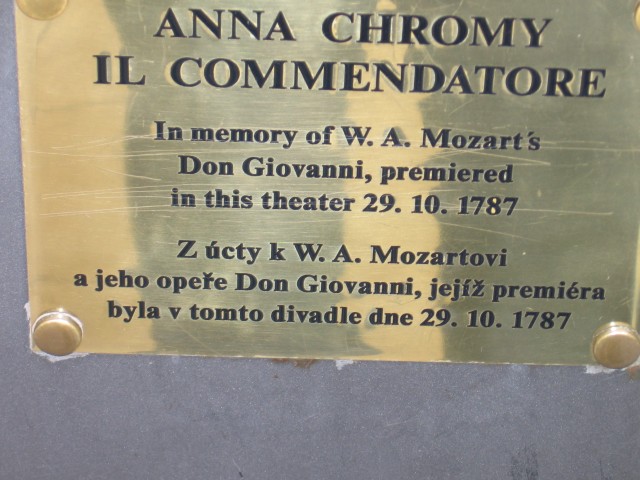 ANNA CHROMY
IL COMMENDATORE
In memory of W. A. Mozart´s
Don Giovanni, premiered
in this theater 29. 10. 1787
Z úcty k W. A. Mozartovi
a jeho opeře Don Giovanni, jejíž premiéra
byla v tomto divadle dne 29. 10. 1787